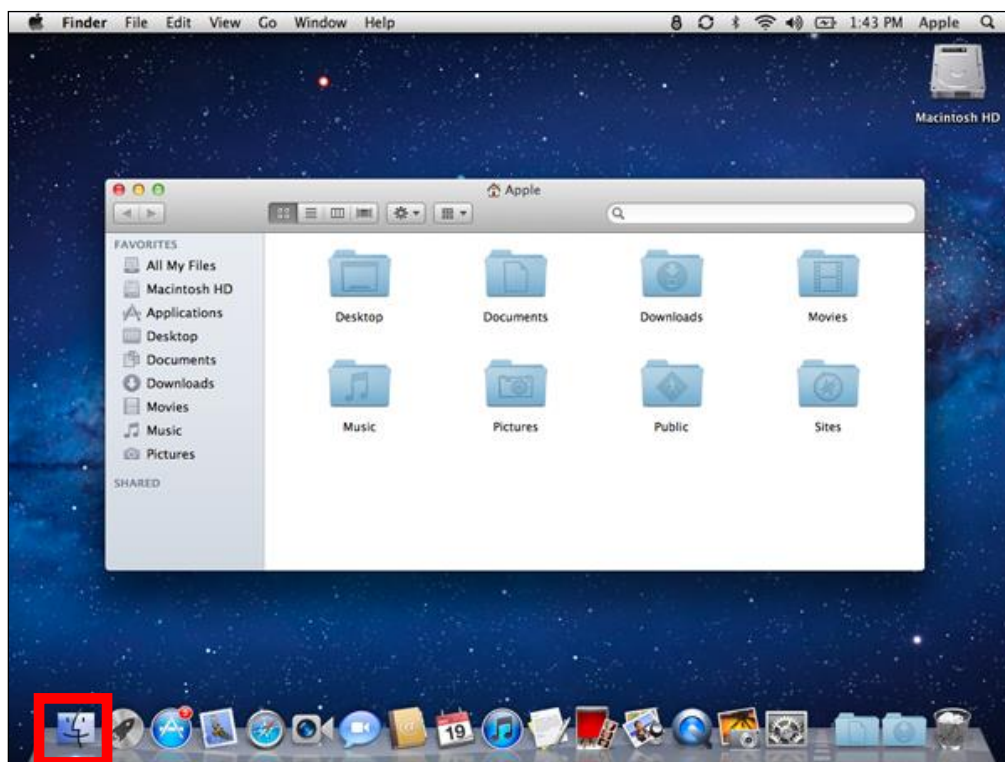 Finder File Edit View Go Window Help 8 1:43 PM Apple
Macintosh HD
Apple
FAVORITES
All My Files
Macintosh HD
Applications
Desktop
Documents
Downloads
Movies
Music
Pictures
SHARED
Desktop Documents Downloads Movies
Music Pictures Public Sites
19